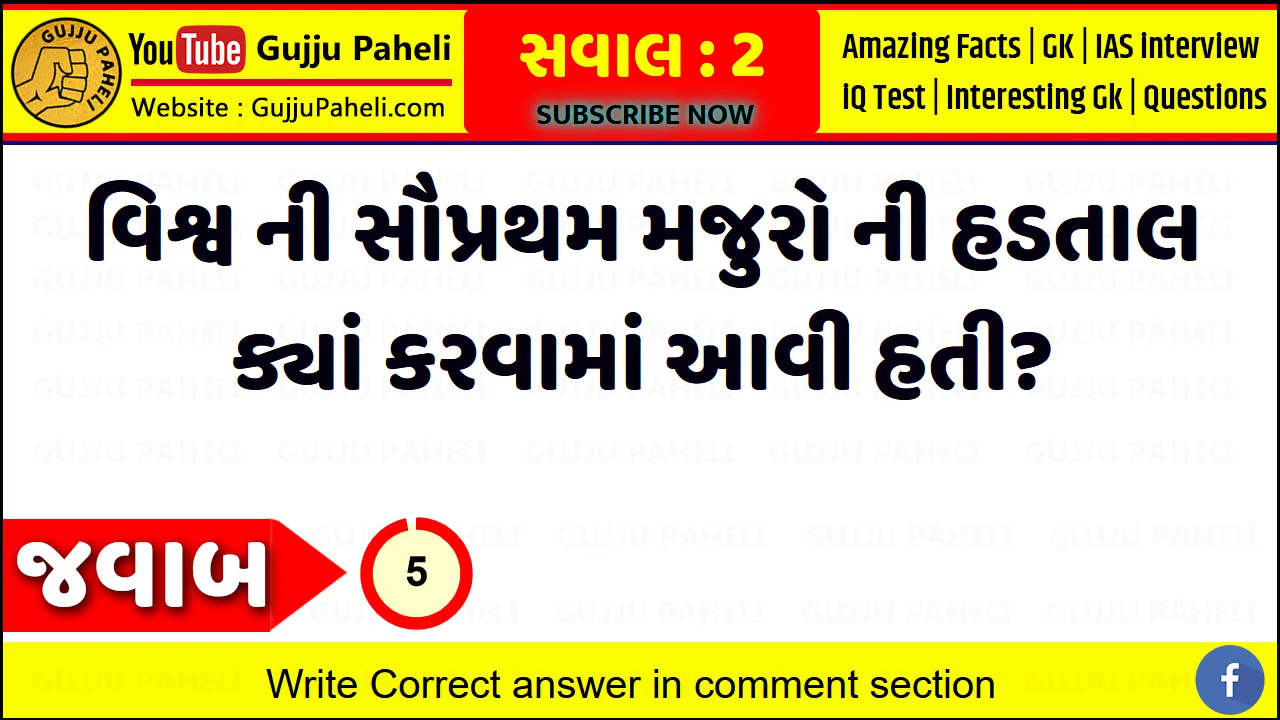 GUJJU PAHELI
YouTube Gujju Paheli
Website : GujjuPaheli.com
સવાલ : 2
SUBSCRIBE NOW
Amazing Facts | GK | IAS interview
iQ Test | Interesting Gk | Questions
વિશ્વ ની સૌપ્રથમ મજુરો ની હડતાલ
ક્યાં કરવામાં આવી હતી?
જવાબ
5
Write Correct answer in comment section
f